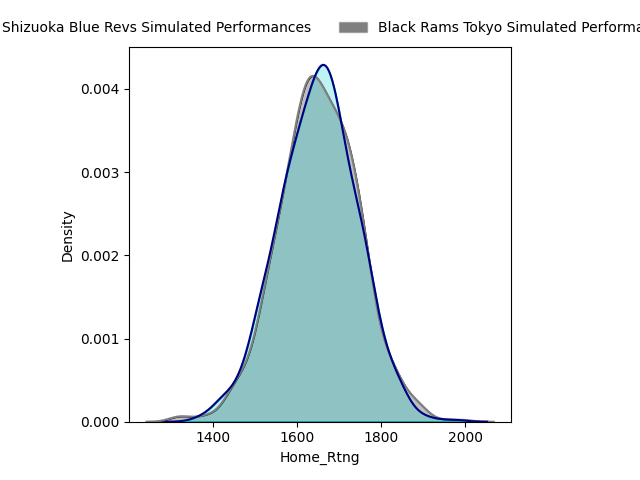 Shizuoka Blue Revs Simulated Performances
Black Rams Tokyo Simulated
0.004
0.003
0.002
0.001
0.000
Density
1400 1600 1800 2000
Home_Rtng